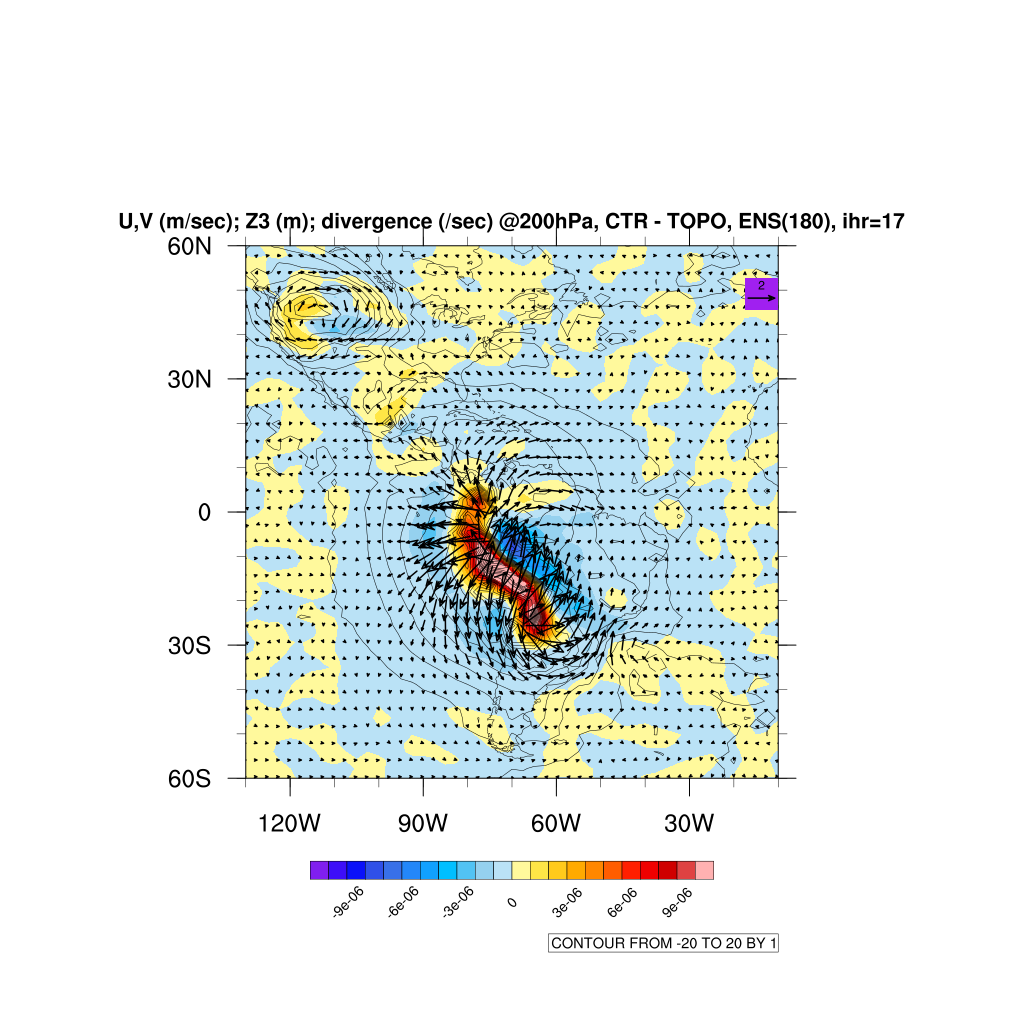 U,V (m/sec); Z3 (m); divergence (/sec) @200hPa, CTR - TOPO, ENS(180), ihr=17
60N
2
30N
0
30S
60S
120W 90W 60W 30W
-9e-06 -6e-06 -3e-06 0 3e-06 6e-06 9e-06
CONTOUR FROM -20 TO 20 BY 1